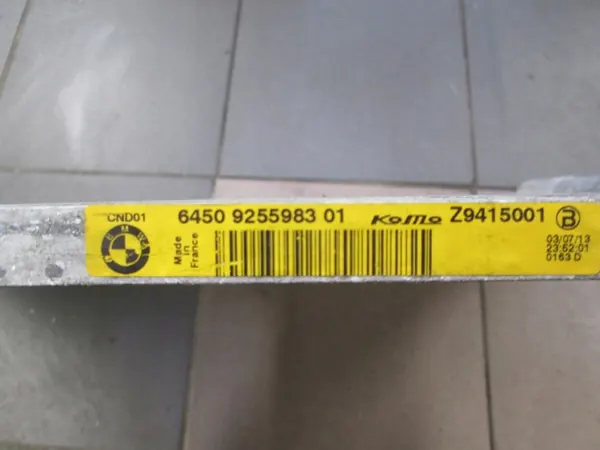 CND01 6450 9255983 01 Komo Z9415001 B
BMW
Made
in
France
03/07/13
23:52:01
0163 D